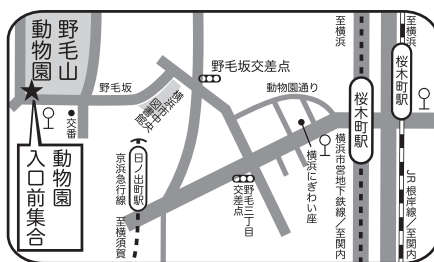 野毛山
動物園
野毛坂
交番
動物園
入口前集合
横浜市中央
図書館
野毛坂交差点
動物園通り
日ノ出町駅
京浜急行線
至横須賀
野毛三丁目
交差点
横浜にぎわい座
至横浜
桜木町駅
横浜市営地下鉄線/至関内
至横浜
桜木町駅
JR根岸線/至関内